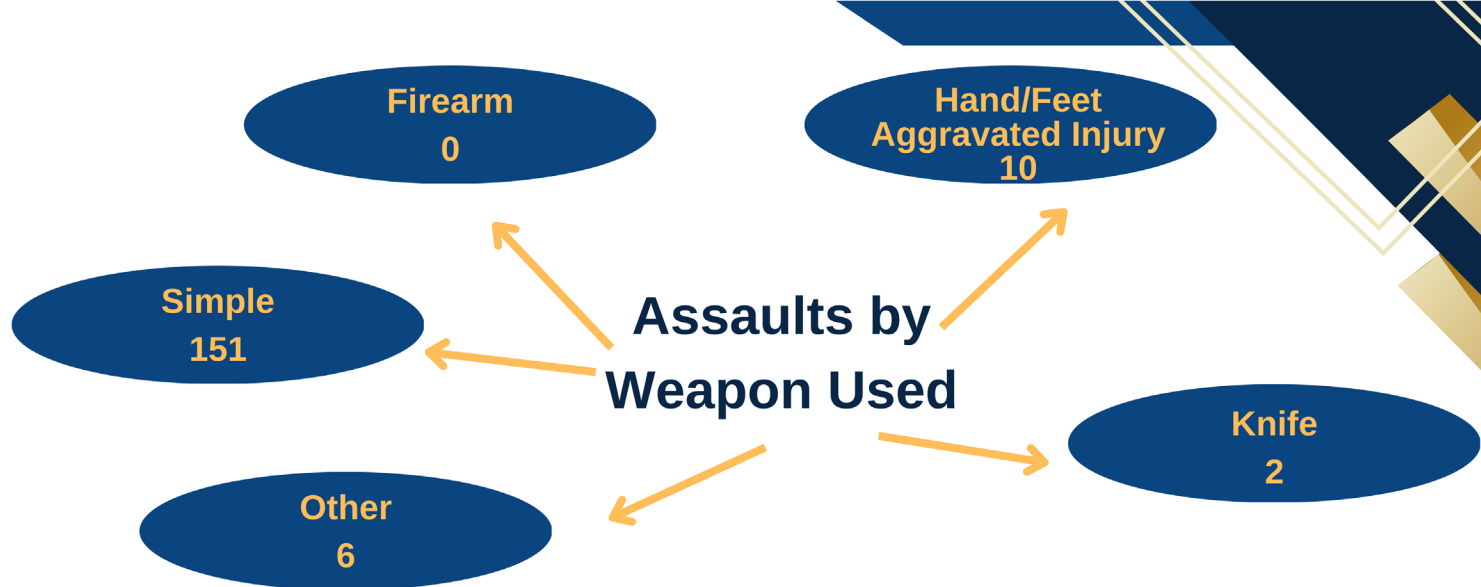 Firearm
0
Hand/Feet
Aggravated Injury
10
Simple
151
Assaults by
Weapon Used
Knife
2
Other
6